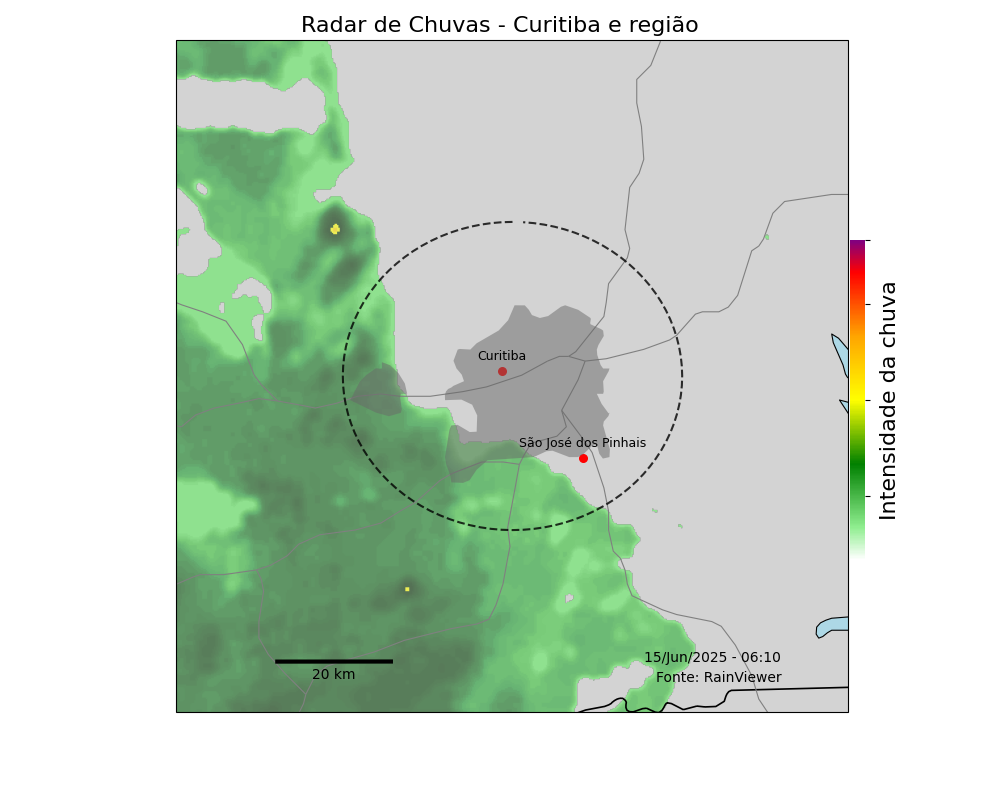 Radar de Chuvas - Curitiba e região
Curitiba
São José dos Pinhais
Intensidade da chuva
15/Jun/2025 - 06:10
20 km
Fonte: RainViewer